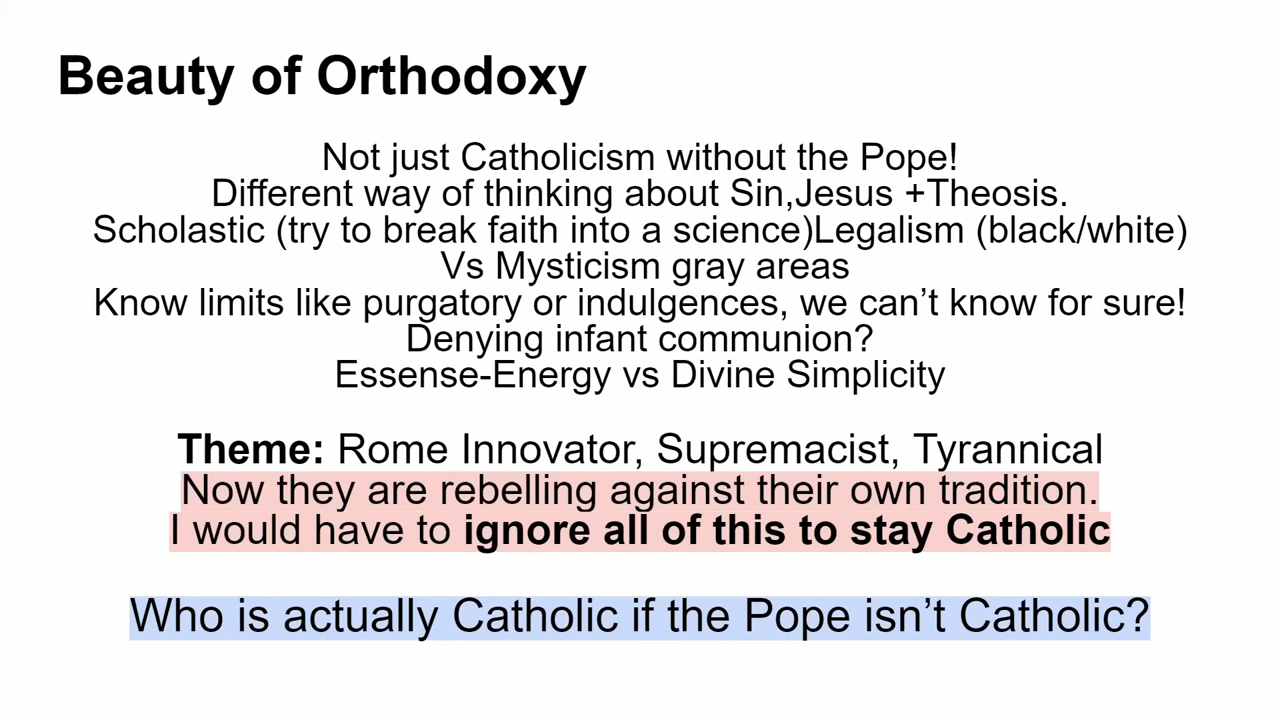 Beauty of Orthodoxy
Not just Catholicism without the Pope!
Different way of thinking about Sin,Jesus +Theosis.
Scholastic (try to break faith into a science)Legalism (black/white)
Vs Mysticism gray areas
Know limits like purgatory or indulgences, we can’t know for sure!
Denying infant communion?
Essense-Energy vs Divine Simplicity
Theme: Rome Innovator, Supremacist, Tyrannical
Now they are rebelling against their own tradition.
I would have to ignore all of this to stay Catholic
Who is actually Catholic if the Pope isn’t Catholic?